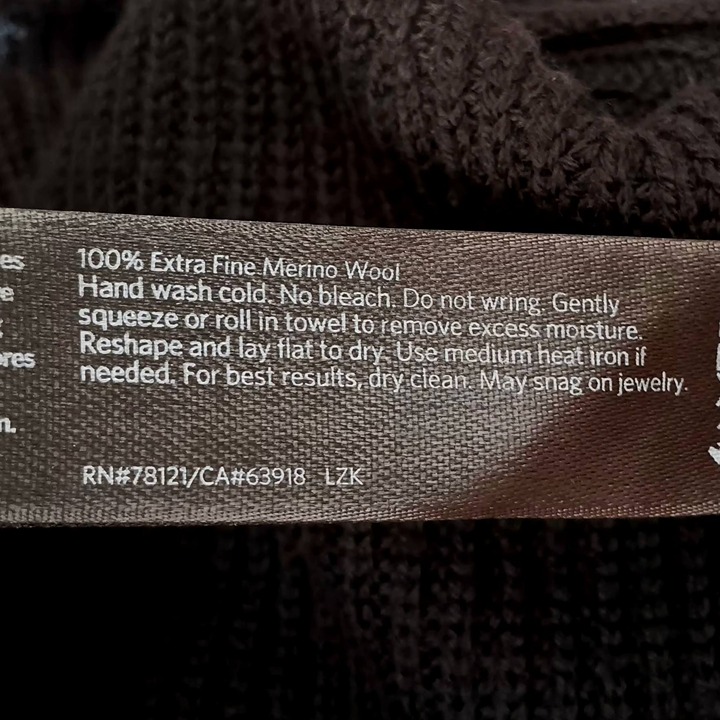 100% Extra Fine Merino Wool
Hand wash cold. No bleach. Do not wring. Gently
squeeze or roll in towel to remove excess moisture.
Reshape and lay flat to dry. Use medium heat iron if
needed. For best results, dry clean. May snag on jewelry.
RN#78121/CA#63918 LZK